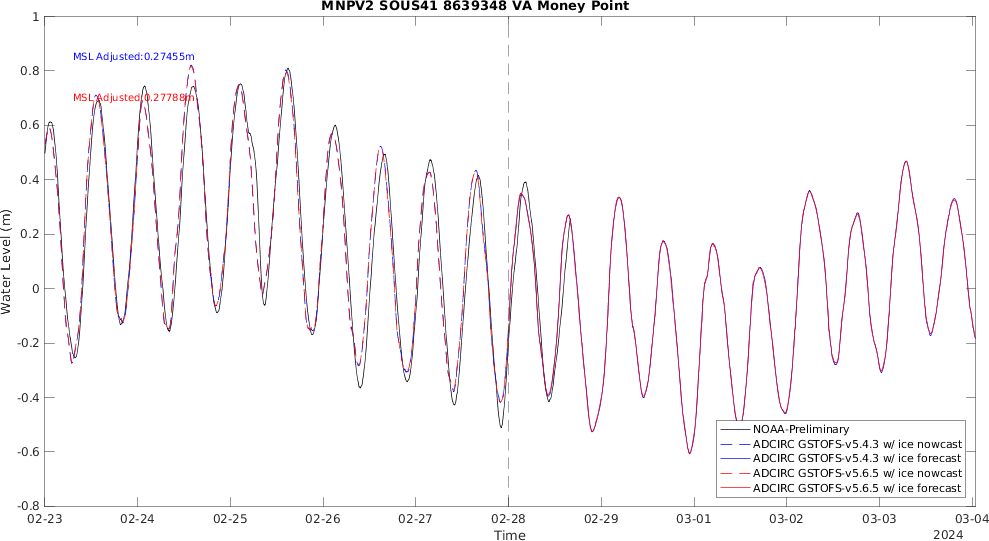 MNPV2 SOUS41 8639348 VA Money Point
1
0.8
0.6
0.4
0.2
0
-0.2
-0.4
-0.6
-0.8
Water Level (m)
MSL Adjusted:0.27455m
MSL Adjusted:0.27788m
NOAA-Preliminary
ADCIRC GSTOFS-v5.4.3 w/ ice nowcast
ADCIRC GSTOFS-v5.4.3 w/ ice forecast
ADCIRC GSTOFS-v5.6.5 w/ ice nowcast
ADCIRC GSTOFS-v5.6.5 w/ ice forecast
02-23 02-24 02-25 02-26 02-27 02-28 02-29 03-01 03-02 03-03 03-04
Time
2024